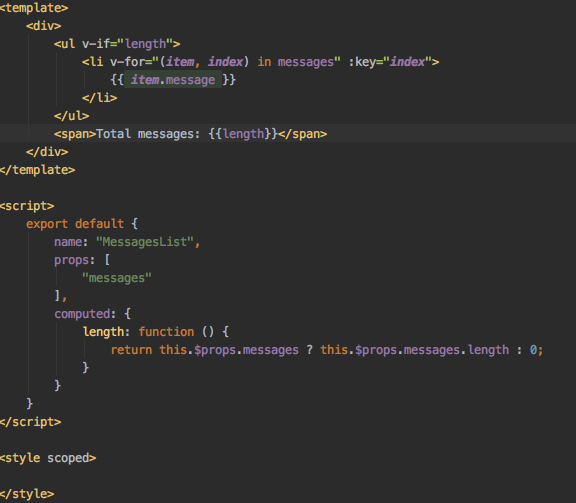 <template>
    <div>
        <ul v-if="length">
            <li v-for="(item, index) in messages" :key="index">
                {{ item.message }}
            </li>
        </ul>
        <span>Total messages: {{length}}</span>
    </div>
</template>

<script>
    export default {
        name: "MessagesList",
        props: [
            "messages"
        ],
        computed: {
            length: function () {
                return this.$props.messages ? this.$props.messages.length : 0;
            }
        }
    }
</script>

<style scoped>

</style>